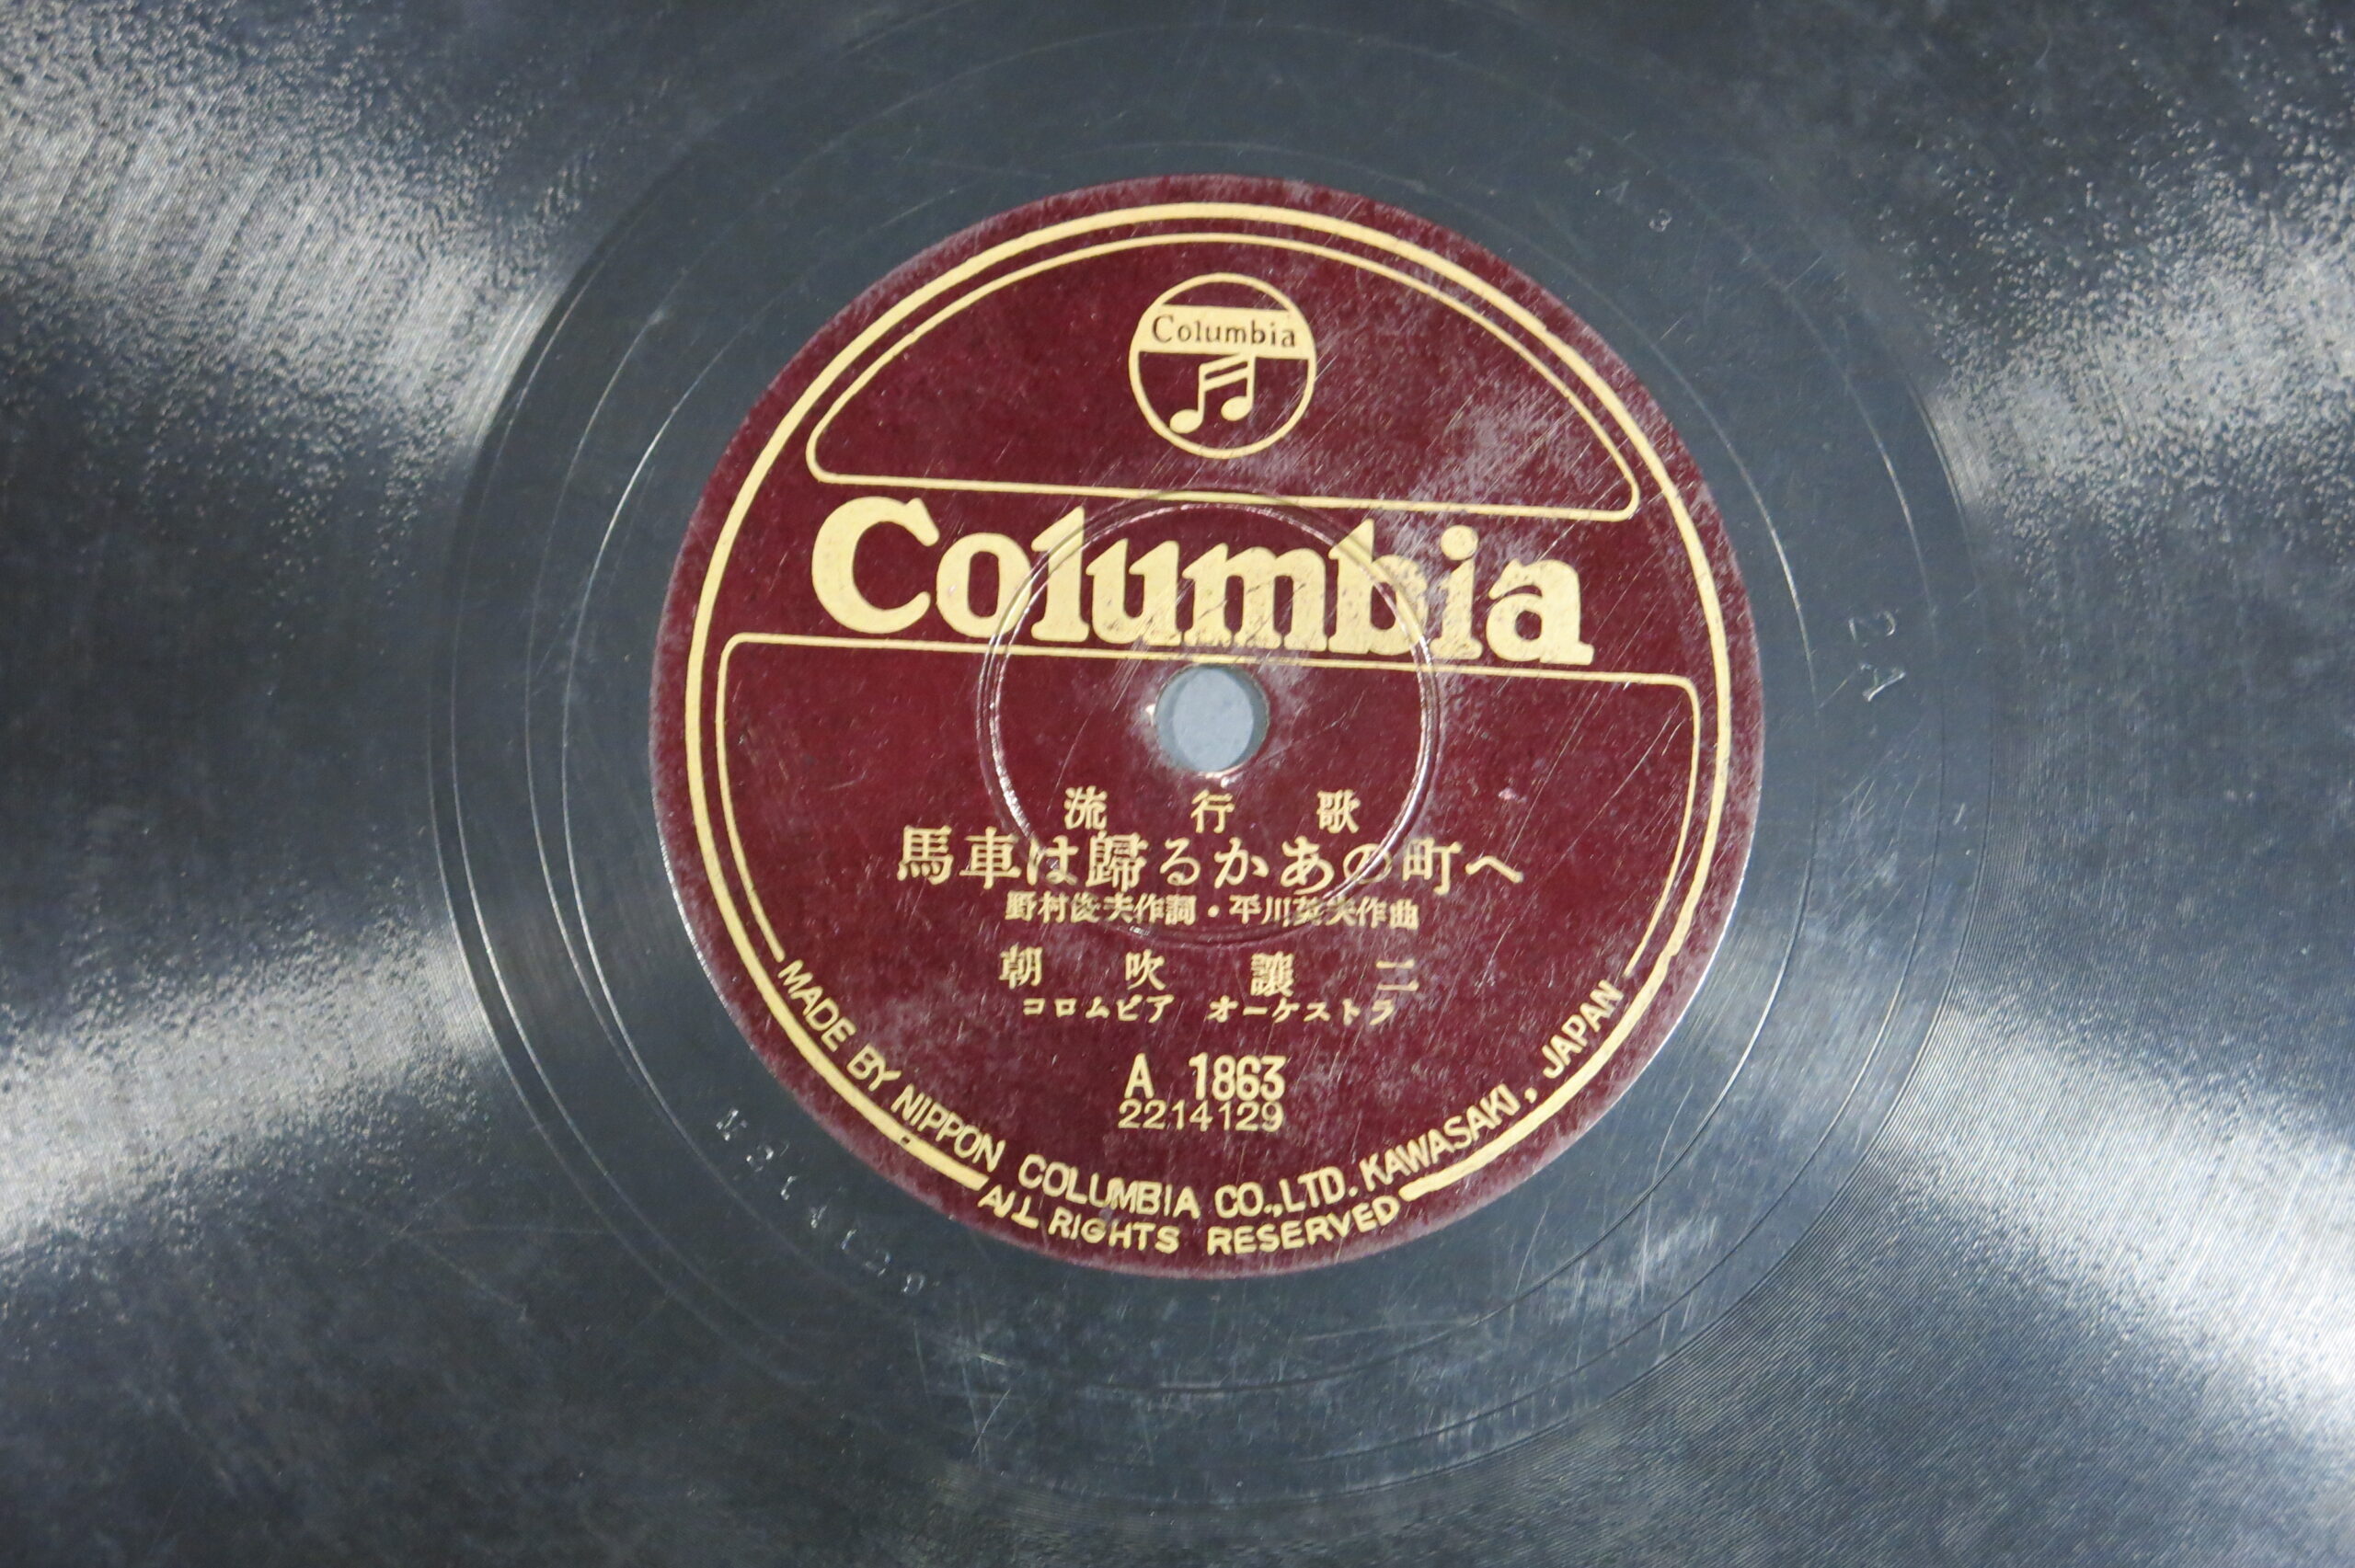 Columbia
Columbia
流行歌
馬車は歸るかあの町へ
野村俊夫作詞・平川英夫作曲
朝吹讓二
コロムビア オーケストラ
A 1863
2214129
MADE BY NIPPON COLUMBIA CO.,LTD. KAWASAKI, JAPAN
ALL RIGHTS RESERVED
2A